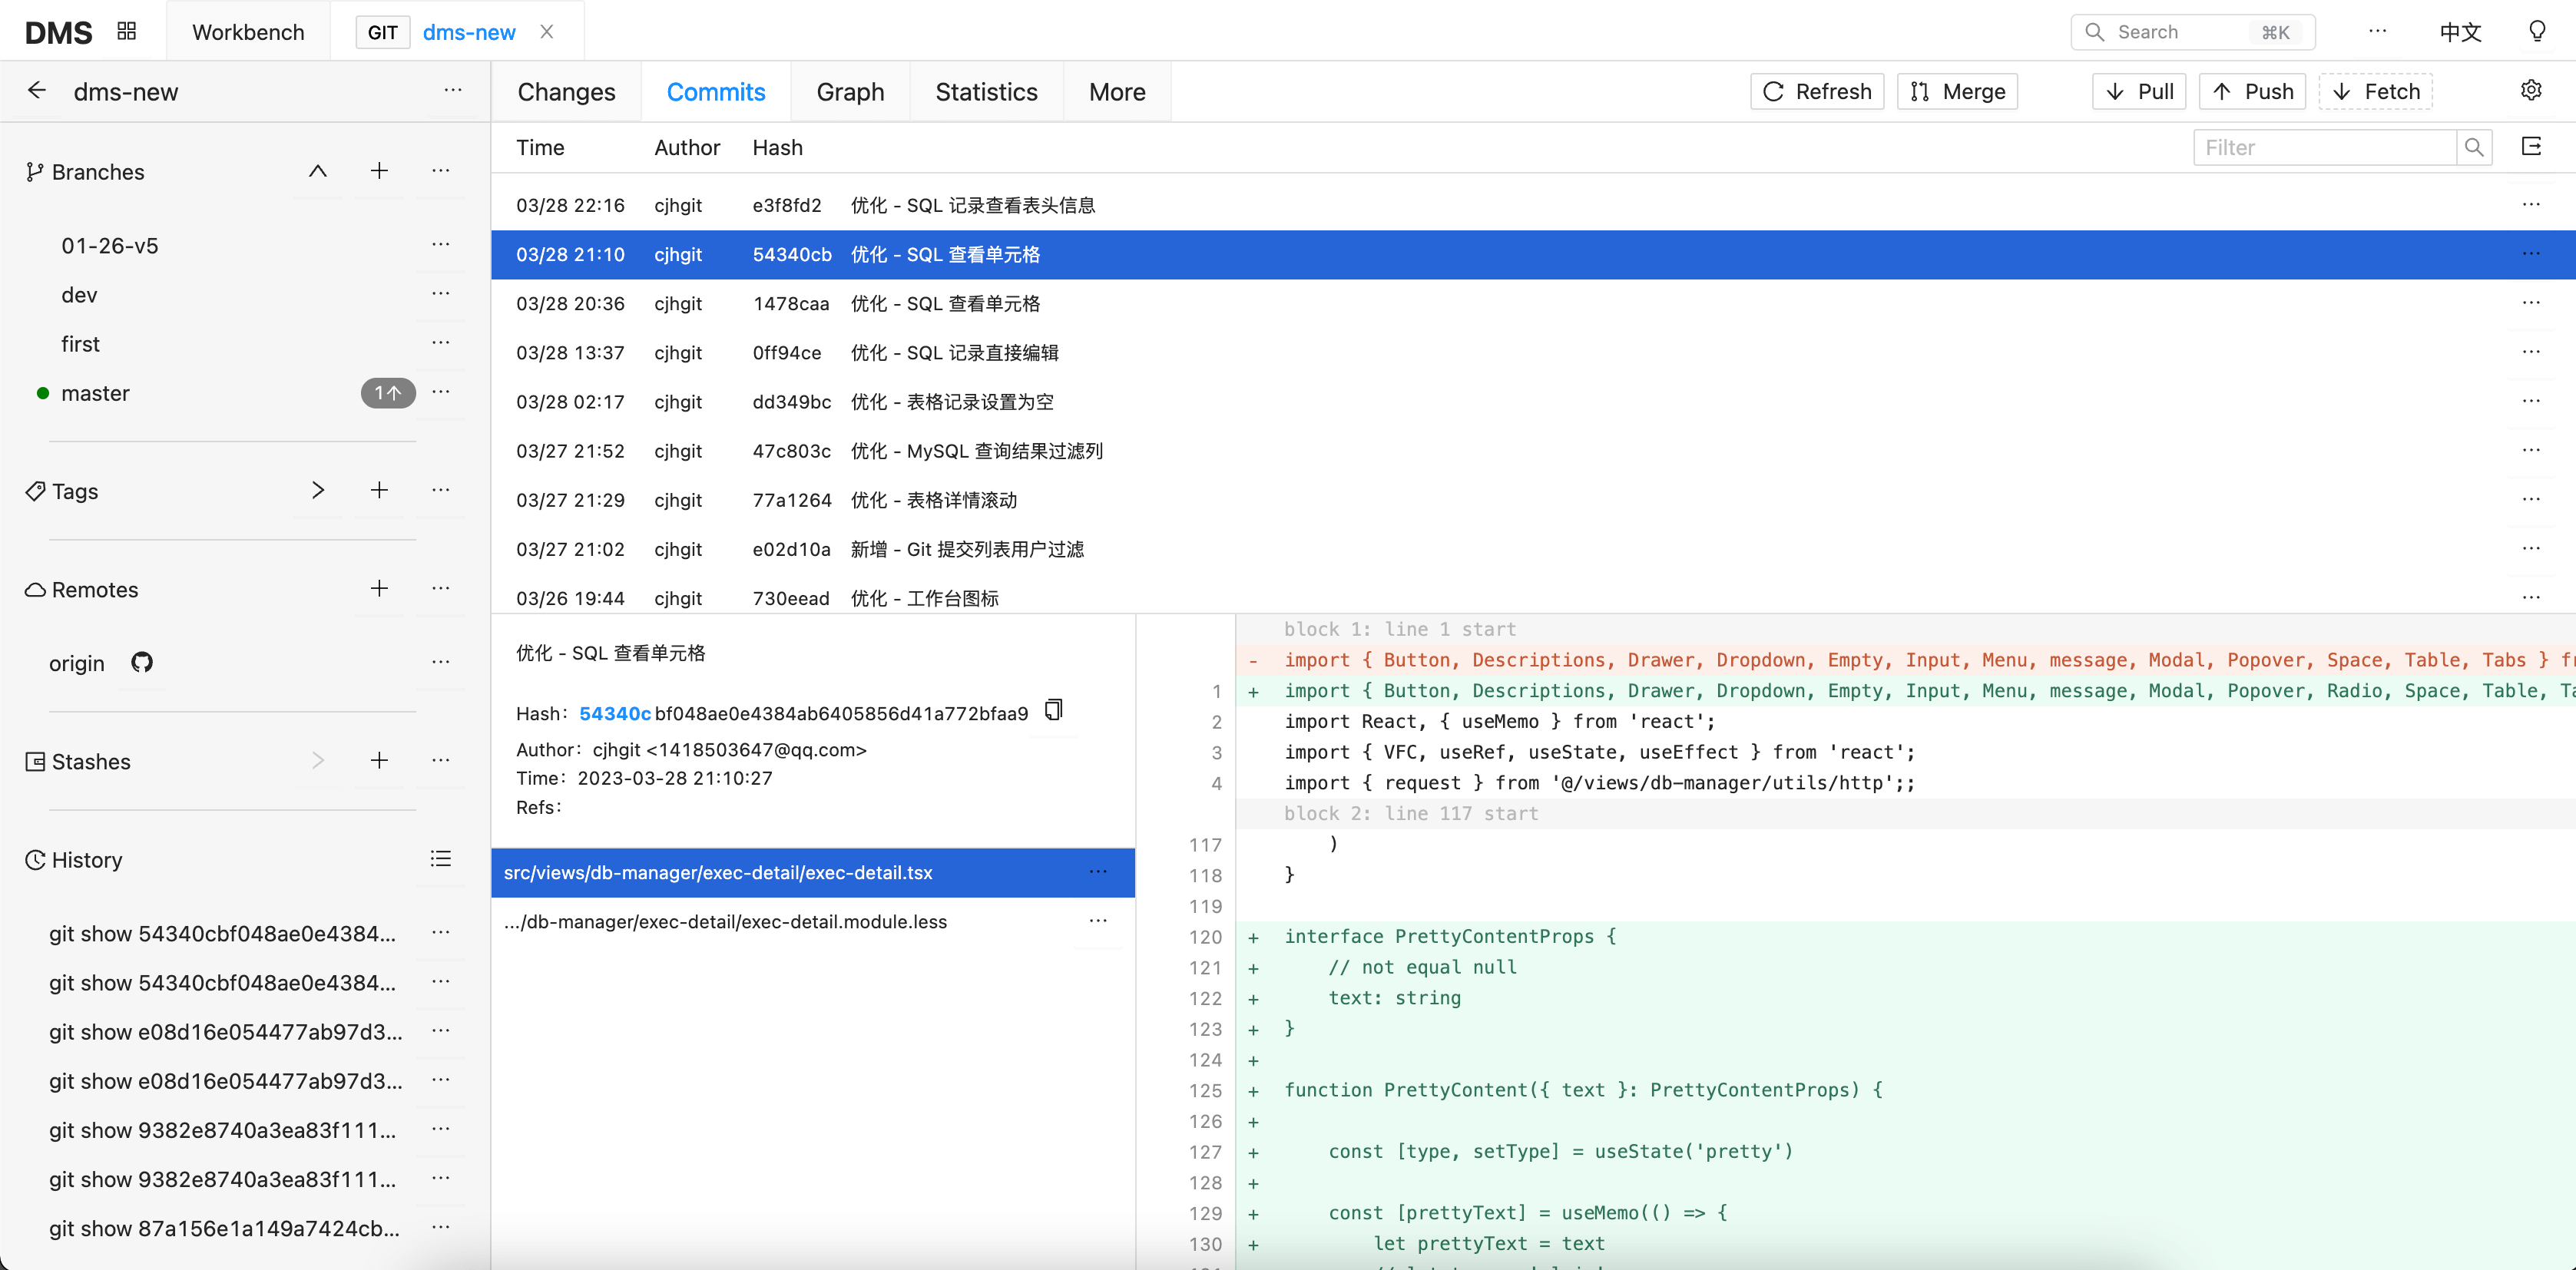 DMS Workbench GIT dms-new Search ⌘K ... 中文
dms-new ... Changes Commits Graph Statistics More Refresh Merge Pull Push Fetch
Branches ...
01-26-v5 ...
dev ...
first ...
master 1↑ ...
Tags ...
Remotes ...
origin ...
Stashes ...
History
git show 54340cbf048ae0e4384... ...
git show 54340cbf048ae0e4384... ...
git show e08d16e054477ab97d3... ...
git show e08d16e054477ab97d3... ...
git show 9382e8740a3ea83f111... ...
git show 9382e8740a3ea83f111... ...
git show 87a156e1a149a7424cb... ...
Time Author Hash Filter
03/28 22:16 cjhgit e3f8fd2 优化 - SQL 记录查看表头信息 ...
03/28 21:10 cjhgit 54340cb 优化 - SQL 查看单元格 ...
03/28 20:36 cjhgit 1478caa 优化 - SQL 查看单元格 ...
03/28 13:37 cjhgit 0ff94ce 优化 - SQL 记录直接编辑 ...
03/28 02:17 cjhgit dd349bc 优化 - 表格记录设置为空 ...
03/27 21:52 cjhgit 47c803c 优化 - MySQL 查询结果过滤列 ...
03/27 21:29 cjhgit 77a1264 优化 - 表格详情滚动 ...
03/27 21:02 cjhgit e02d10a 新增 - Git 提交列表用户过滤 ...
03/26 19:44 cjhgit 730eead 优化 - 工作台图标 ...
优化 - SQL 查看单元格
Hash：54340cbf048ae0e4384ab6405856d41a772bfaa9
Author：cjhgit <1418503647@qq.com>
Time：2023-03-28 21:10:27
Refs：
src/views/db-manager/exec-detail/exec-detail.tsx ...
.../db-manager/exec-detail/exec-detail.module.less ...
block 1: line 1 start
- import { Button, Descriptions, Drawer, Dropdown, Empty, Input, Menu, message, Modal, Popover, Space, Table, Tabs }
1 + import { Button, Descriptions, Drawer, Dropdown, Empty, Input, Menu, message, Modal, Popover, Radio, Space, Table,
2 import React, { useMemo } from 'react';
3 import { VFC, useRef, useState, useEffect } from 'react';
4 import { request } from '@/views/db-manager/utils/http';;
block 2: line 117 start
117 )
118 }
119
120 + interface PrettyContentProps {
121 + // not equal null
122 + text: string
123 + }
124 +
125 + function PrettyContent({ text }: PrettyContentProps) {
126 +
127 + const [type, setType] = useState('pretty')
128 +
129 + const [prettyText] = useMemo(() => {
130 + let prettyText = text